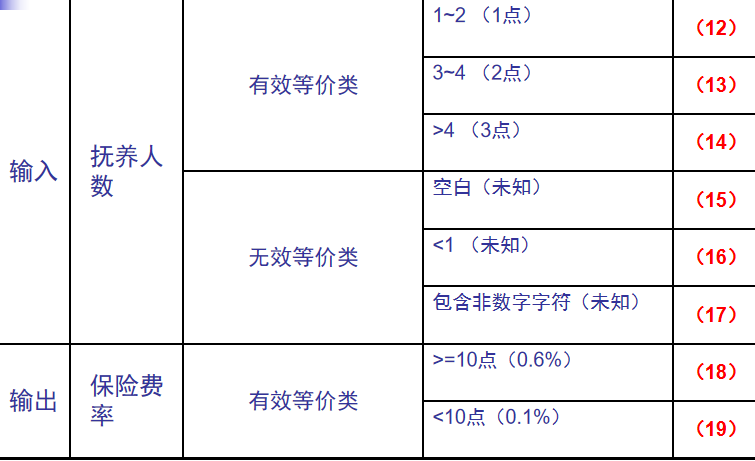 输入
抚养人
数
有效等价类
1~2 （1点）
（12）
3~4 （2点）
（13）
>4 （3点）
（14）
无效等价类
空白（未知）
（15）
<1 （未知）
（16）
包含非数字字符（未知）
（17）
输出
保险费
率
有效等价类
>=10点（0.6%）
（18）
<10点（0.1%）
（19）